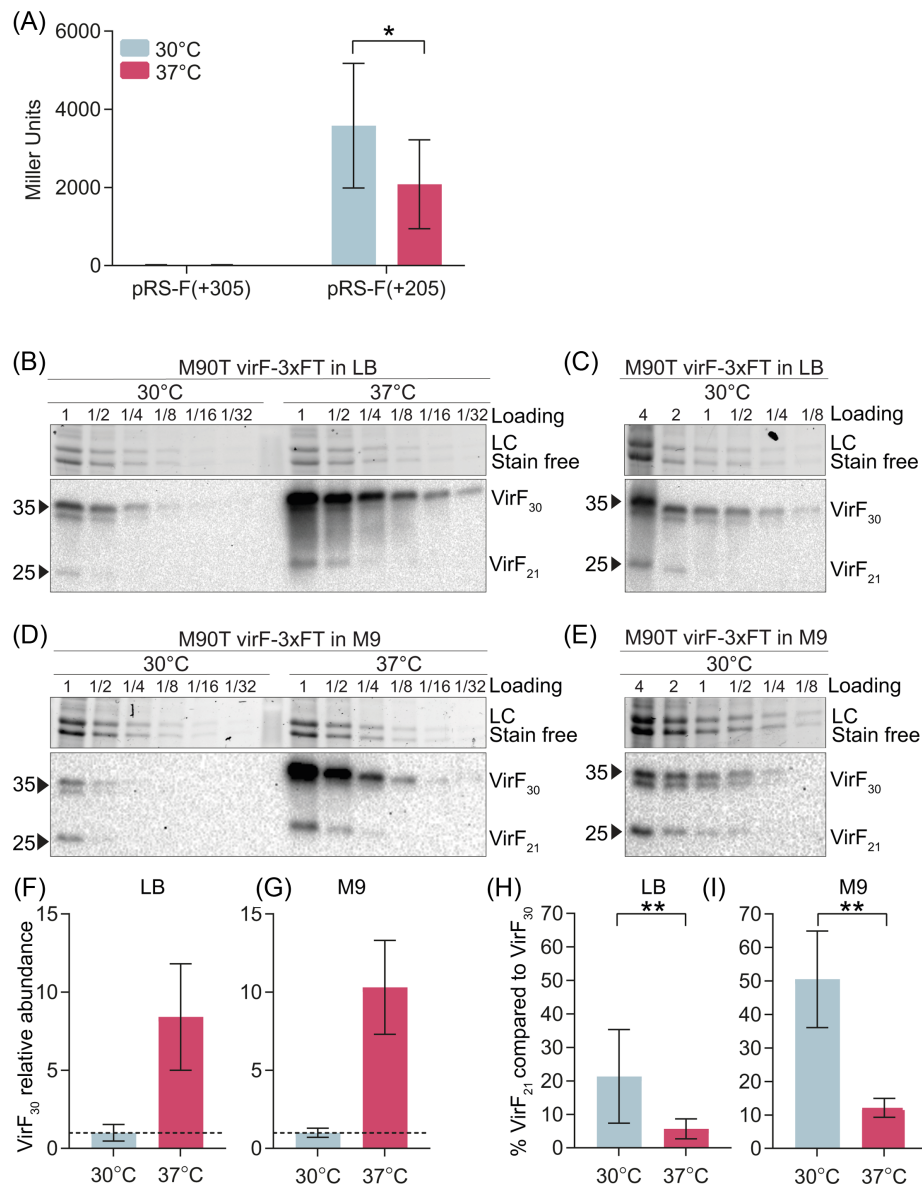 (A)
6000
4000
2000
0
Miller Units
30°C
37°C
*
pRS-F(+305) pRS-F(+205)
(B)
M90T virF-3xFT in LB
30°C 37°C
1 1/2 1/4 1/8 1/16 1/32 1 1/2 1/4 1/8 1/16 1/32 Loading
LC
Stain free
35 VirF30
25 VirF21
(C)
M90T virF-3xFT in LB
30°C
4 2 1 1/2 1/4 1/8 Loading
LC
Stain free
35 VirF30
25 VirF21
(D)
M90T virF-3xFT in M9
30°C 37°C
1 1/2 1/4 1/8 1/16 1/32 1 1/2 1/4 1/8 1/16 1/32 Loading
LC
Stain free
35 VirF30
25 VirF21
(E)
M90T virF-3xFT in M9
30°C
4 2 1 1/2 1/4 1/8 Loading
LC
Stain free
35 VirF30
25 VirF21
(F) LB
15
10
5
0
VirF30 relative abundance
30°C 37°C
(G) M9
15
10
5
0
30°C 37°C
(H) LB
**
70
60
50
40
30
20
10
0
% VirF21 compared to VirF30
30°C 37°C
(I) M9
**
70
60
50
40
30
20
10
0
30°C 37°C